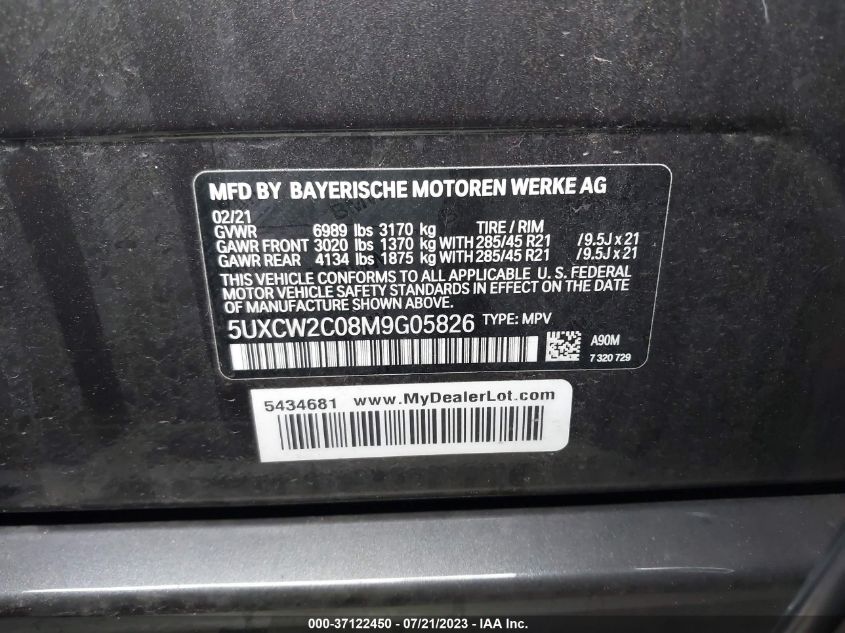 MFD BY BAYERISCHE MOTOREN WERKE AG
02/21
GVWR 6989 lbs 3170 kg TIRE / RIM
GAWR FRONT 3020 lbs 1370 kg WITH 285/45 R21 / 9.5J x 21
GAWR REAR 4134 lbs 1875 kg WITH 285/45 R21 / 9.5J x 21
THIS VEHICLE CONFORMS TO ALL APPLICABLE U. S. FEDERAL
MOTOR VEHICLE SAFETY STANDARDS IN EFFECT ON THE DATE
OF MANUFACTURE SHOWN ABOVE.
5UXCW2C08M9G05826 TYPE: MPV
A90M
7 320 729
5434681 www.MyDealerLot.com
000-37122450 - 07/21/2023 - IAA Inc.